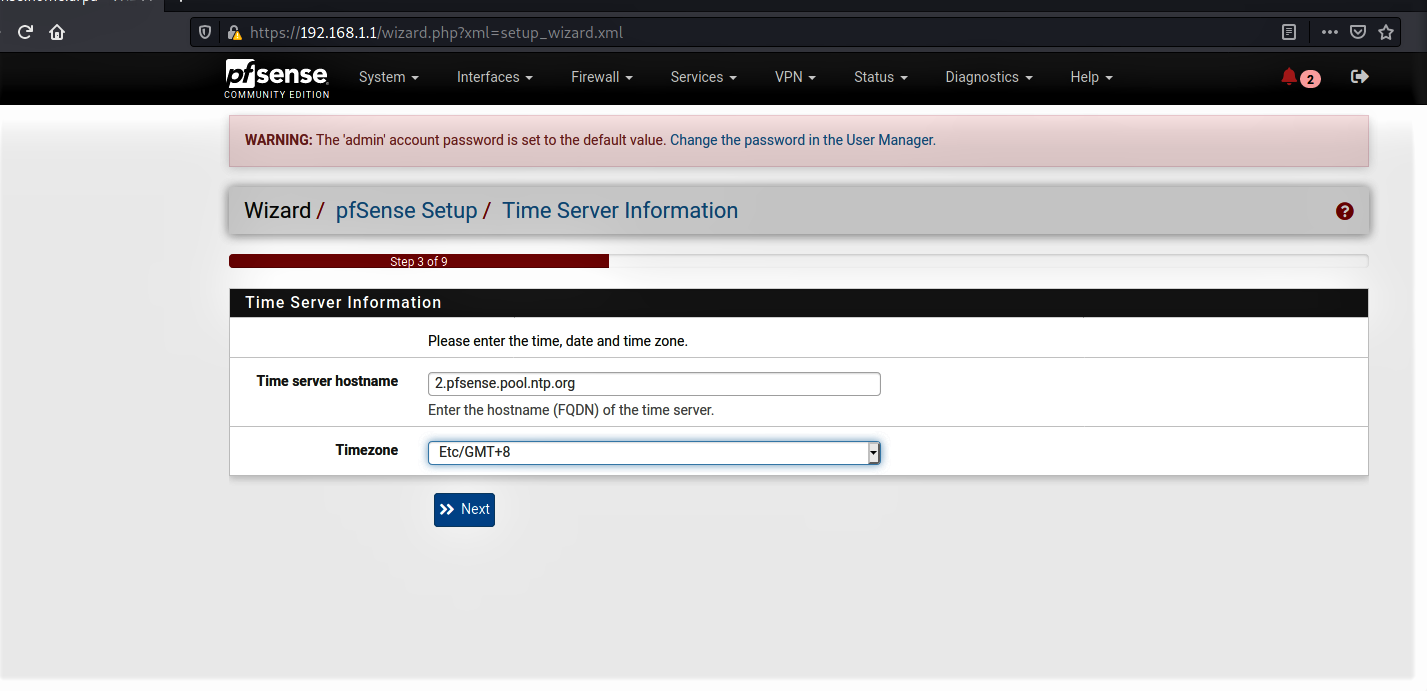 https://192.168.1.1/wizard.php?xml=setup_wizard.xml
pfsense
COMMUNITY EDITION
System Interfaces Firewall Services VPN Status Diagnostics Help 2
WARNING: The 'admin' account password is set to the default value. Change the password in the User Manager.
Wizard / pfSense Setup / Time Server Information
Step 3 of 9
Time Server Information
Please enter the time, date and time zone.
Time server hostname 2.pfsense.pool.ntp.org
Enter the hostname (FQDN) of the time server.
Timezone Etc/GMT+8
Next